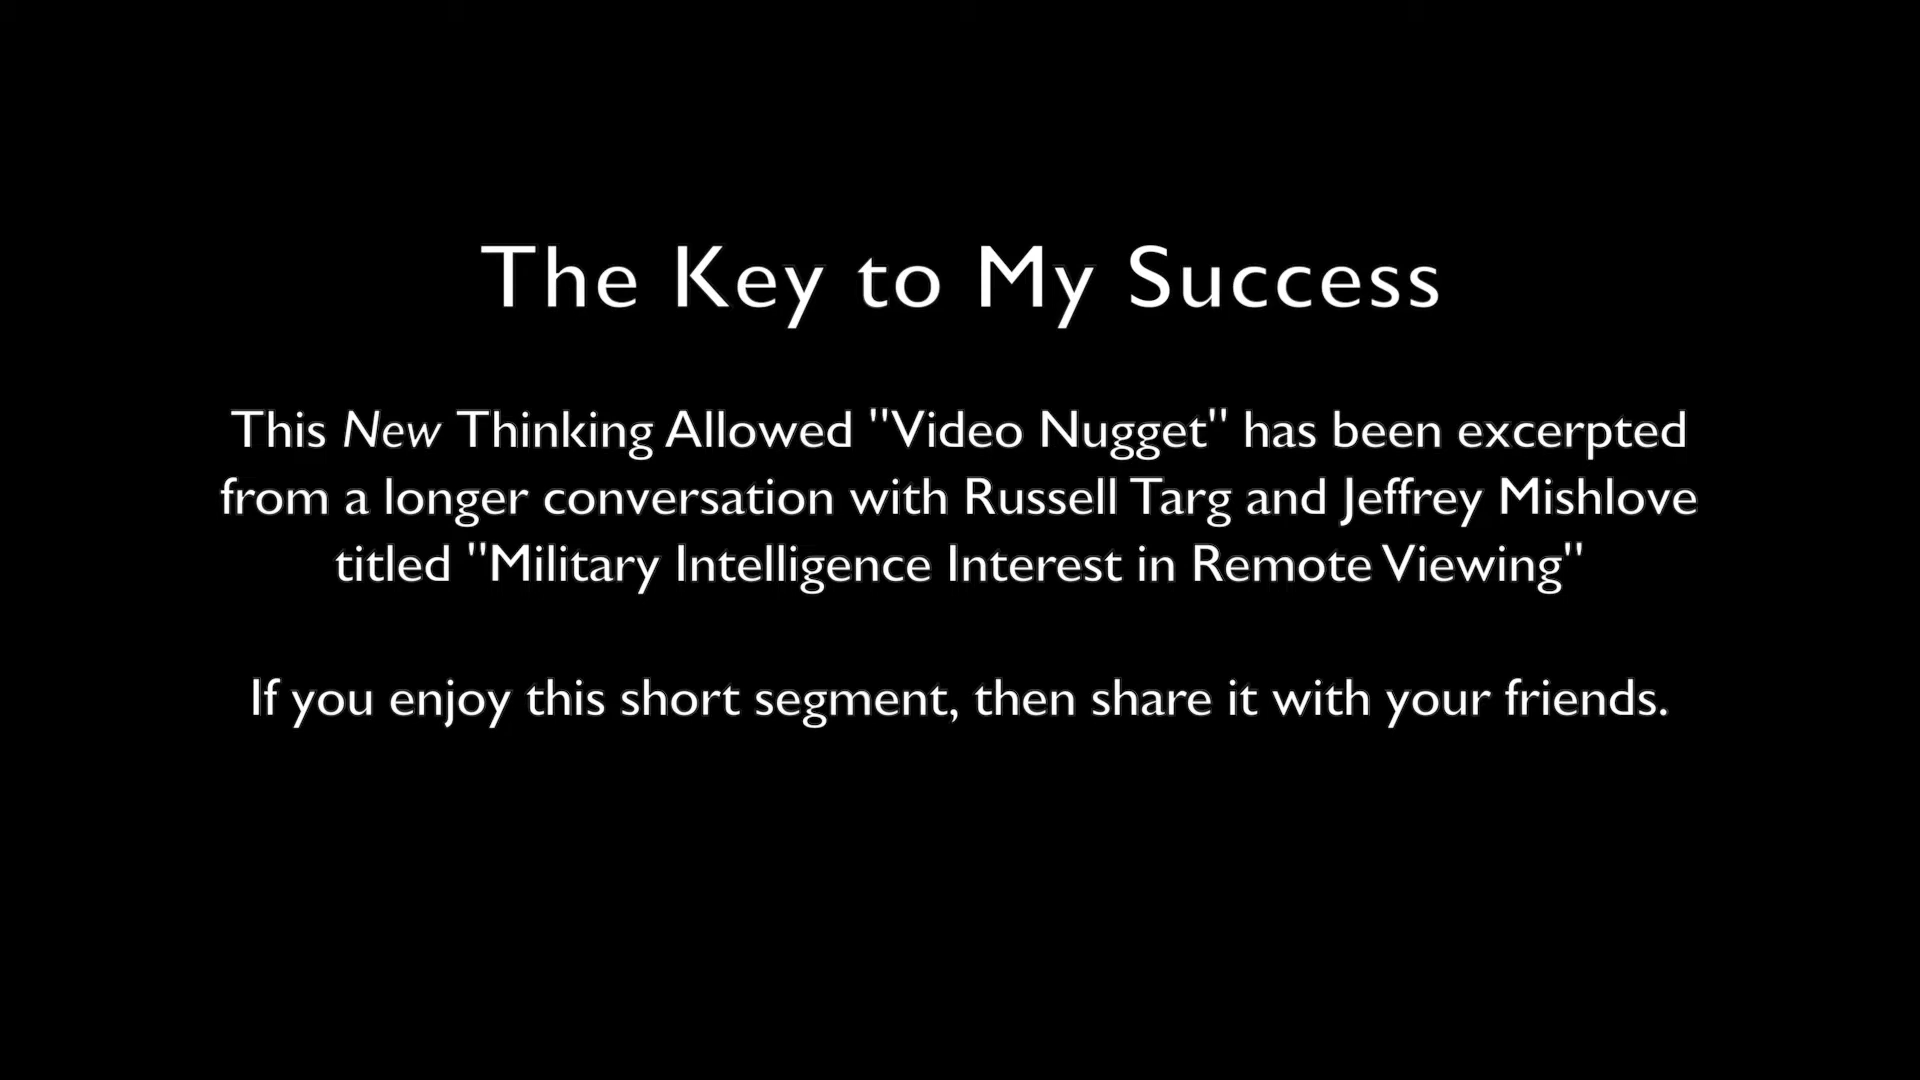 The Key to My Success
This New Thinking Allowed "Video Nugget" has been excerpted
from a longer conversation with Russell Targ and Jeffrey Mishlove
titled "Military Intelligence Interest in Remote Viewing"
If you enjoy this short segment, then share it with your friends.